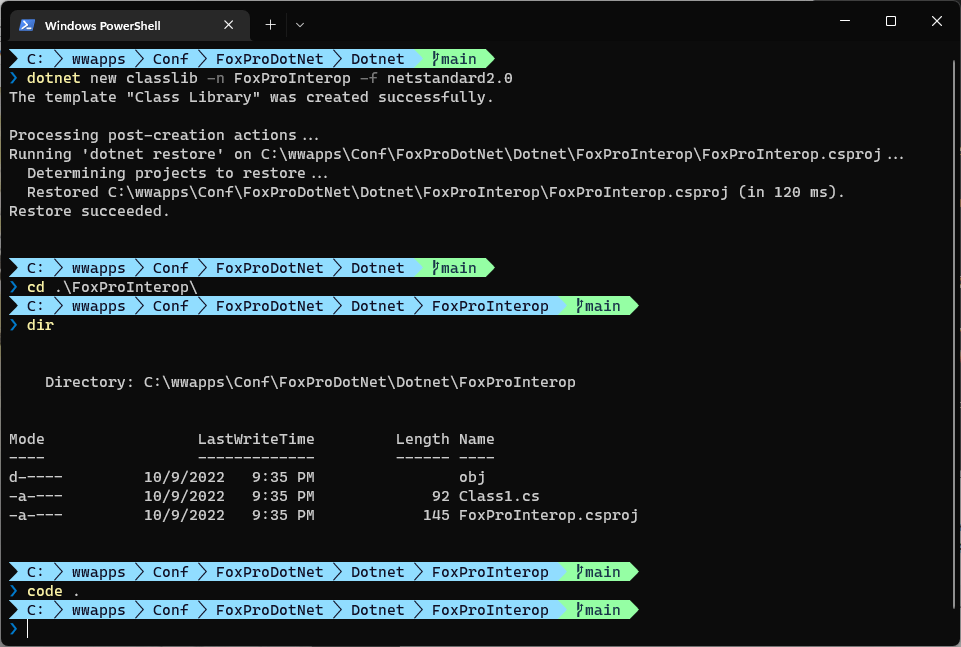 Windows PowerShell
C: wwapps Conf FoxProDotNet Dotnet main
❯ dotnet new classlib -n FoxProInterop -f netstandard2.0
The template "Class Library" was created successfully.
Processing post-creation actions...
Running 'dotnet restore' on C:\wwapps\Conf\FoxProDotNet\Dotnet\FoxProInterop\FoxProInterop.csproj...
Determining projects to restore...
Restored C:\wwapps\Conf\FoxProDotNet\Dotnet\FoxProInterop\FoxProInterop.csproj (in 120 ms).
Restore succeeded.
C: wwapps Conf FoxProDotNet Dotnet main
❯ cd .\FoxProInterop\
C: wwapps Conf FoxProDotNet Dotnet FoxProInterop main
❯ dir
Directory: C:\wwapps\Conf\FoxProDotNet\Dotnet\FoxProInterop
Mode LastWriteTime Length Name
---- ------------- ------ ----
d----- 10/9/2022 9:35 PM obj
-a---- 10/9/2022 9:35 PM 92 Class1.cs
-a---- 10/9/2022 9:35 PM 145 FoxProInterop.csproj
C: wwapps Conf FoxProDotNet Dotnet FoxProInterop main
❯ code .
C: wwapps Conf FoxProDotNet Dotnet FoxProInterop main
❯